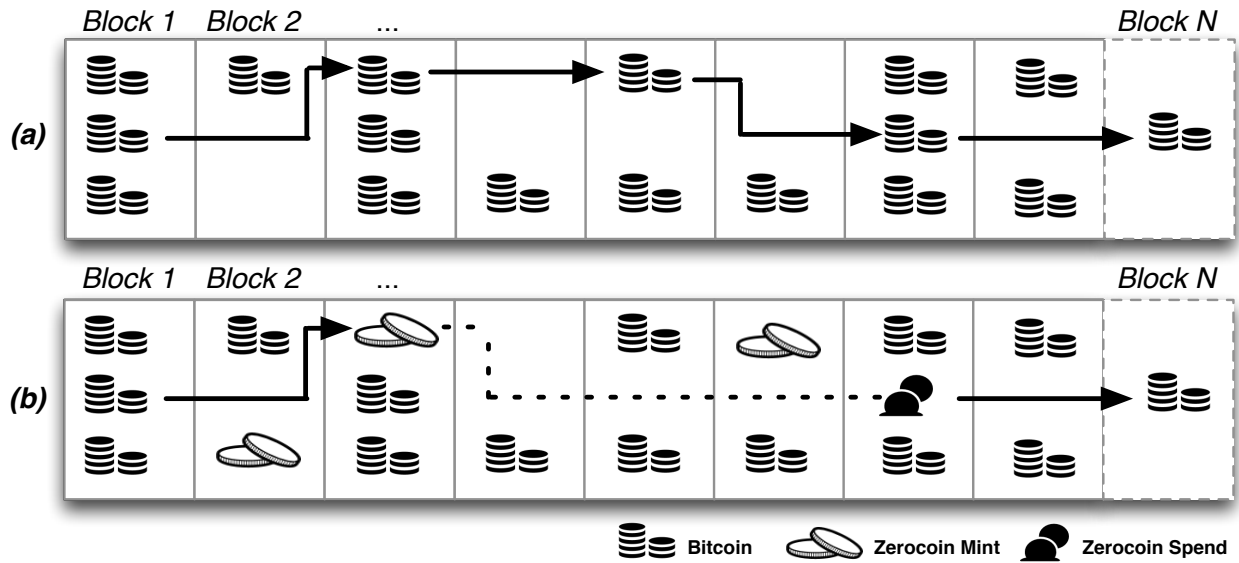 Block 1 Block 2 ... Block N
(a)
Block 1 Block 2 ... Block N
(b)
Bitcoin Zerocoin Mint Zerocoin Spend